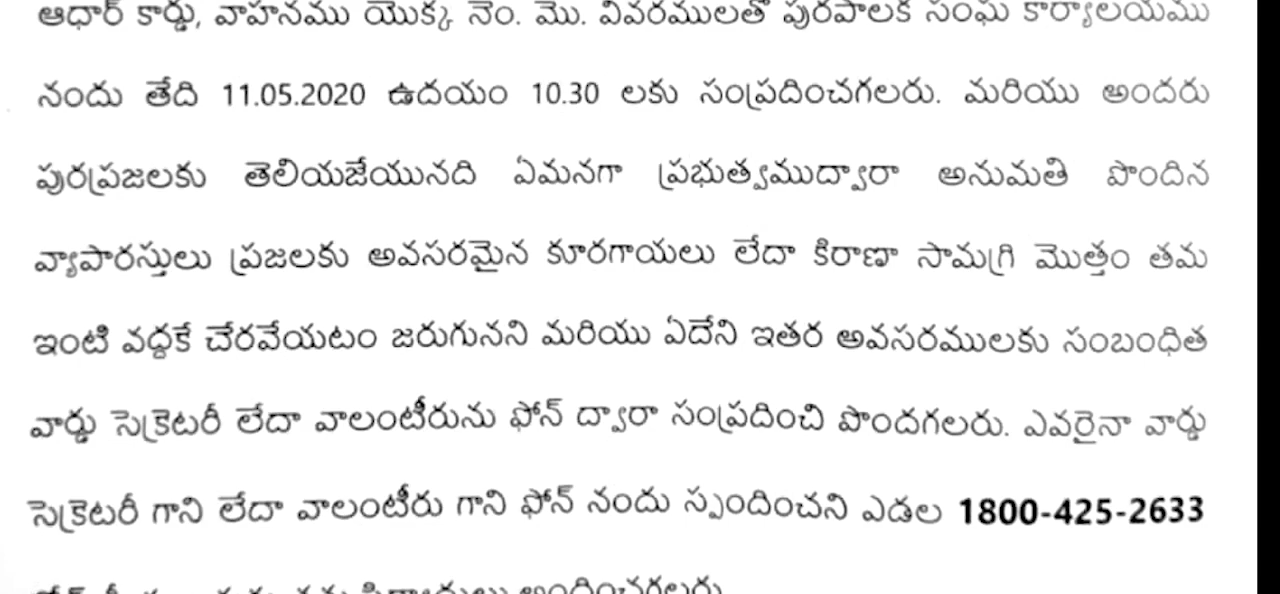 ఆధార్ కార్డు, వాహనము యొక్క నెం. మొ. వివరములతో పురపాలక సంఘ కార్యాలయము
నందు తేది 11.05.2020 ఉదయం 10.30 లకు సంప్రదించగలరు. మరియు అందరు
పురప్రజలకు తెలియజేయునది ఏమనగా ప్రభుత్వముద్వారా అనుమతి పొందిన
వ్యాపారస్తులు ప్రజలకు అవసరమైన కూరగాయలు లేదా కిరాణా సామగ్రి మొత్తం తమ
ఇంటి వద్దకే చేరవేయటం జరుగునని మరియు ఏదేని ఇతర అవసరములకు సంబంధిత
వార్డు సెక్రెటరీ లేదా వాలంటీరును ఫోన్ ద్వారా సంప్రదించి పొందగలరు. ఎవరైనా వార్డు
సెక్రెటరీ గాని లేదా వాలంటీరు గాని ఫోన్ నందు స్పందించని ఎడల 1800-425-2633
అందించగలరు